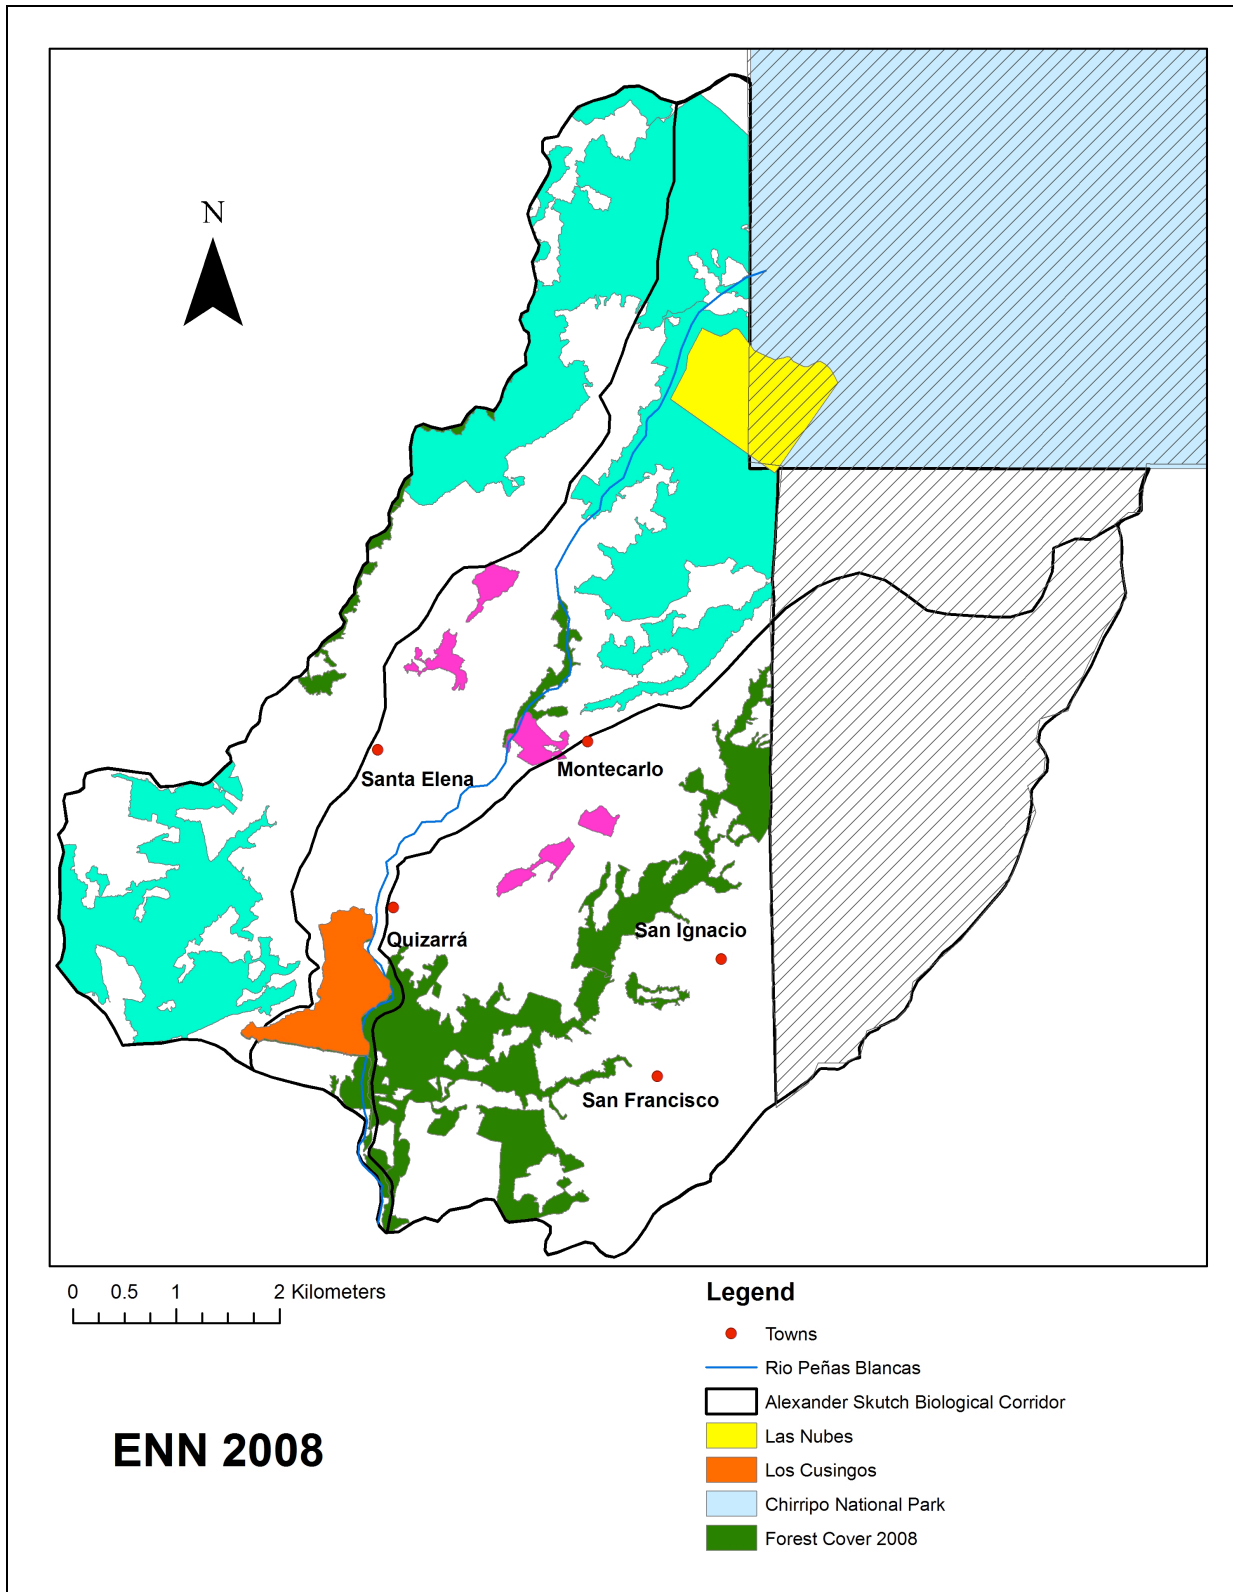 N
Santa Elena
Montecarlo
Quizarrá
San Ignacio
San Francisco
0 0.5 1 2 Kilometers
Legend
Towns
Rio Peñas Blancas
Alexander Skutch Biological Corridor
Las Nubes
Los Cusingos
Chirripo National Park
Forest Cover 2008
ENN 2008